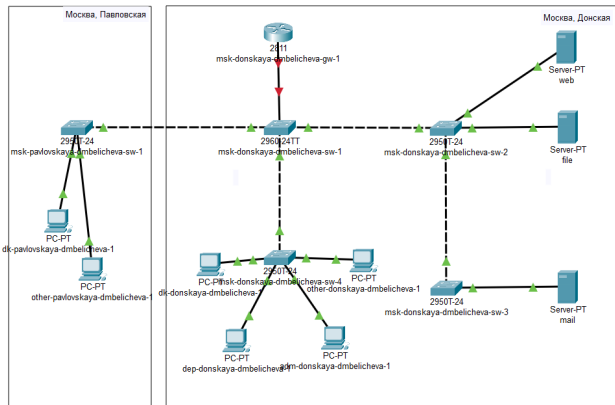 Москва, Павловская
Москва, Донская
2811
msk-donskaya-dmbelicheva-gw-1
Server-PT
web
2950T-24
msk-pavlovskaya-dmbelicheva-sw-1
2960-24TT
msk-donskaya-dmbelicheva-sw-1
2950T-24
msk-donskaya-dmbelicheva-sw-2
Server-PT
file
PC-PT
dk-pavlovskaya-dmbelicheva-1
PC-PT
other-pavlovskaya-dmbelicheva-1
PC-PT
dk-donskaya-dmbelicheva-1
2950T-24
msk-donskaya-dmbelicheva-sw-4
PC-PT
other-donskaya-dmbelicheva-1
2950T-24
msk-donskaya-dmbelicheva-sw-3
Server-PT
mail
PC-PT
dep-donskaya-dmbelicheva-1
PC-PT
adm-donskaya-dmbelicheva-1